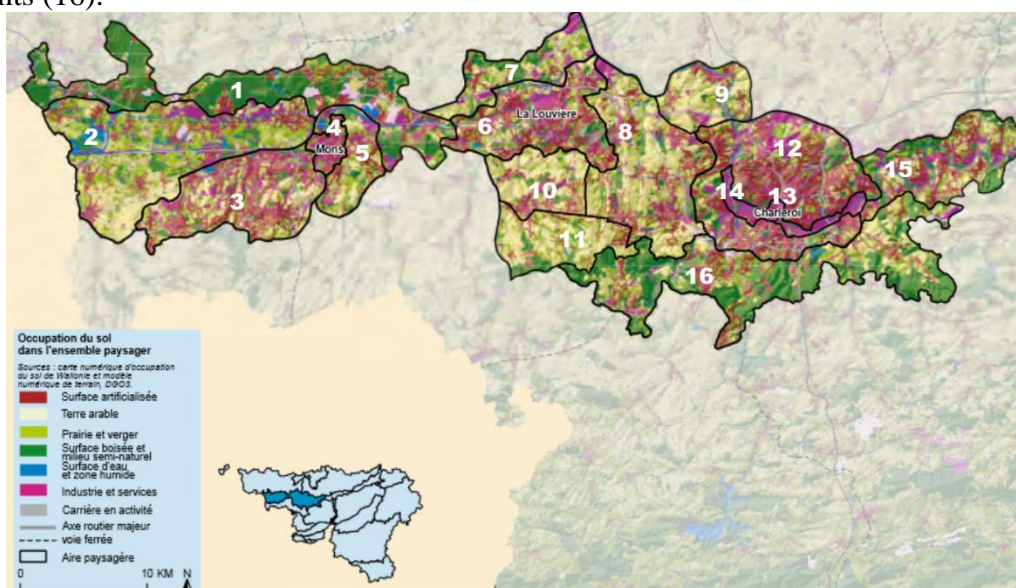 nts (16).
1
2
3
4
Mons
5
6
7
La Louvière
8
9
10
11
12
13
Charleroi
14
15
16
Occupation du sol
dans l'ensemble paysager
Sources : carte numérique d'occupation
du sol de Wallonie et modèle
numérique de terrain, DGO3.
Surface artificialisée
Terre arable
Prairie et verger
Surface boisée et
milieu semi-naturel
Surface d'eau
et zone humide
Industrie et services
Carrière en activité
Axe routier majeur
voie ferrée
Aire paysagère
0 10 KM N